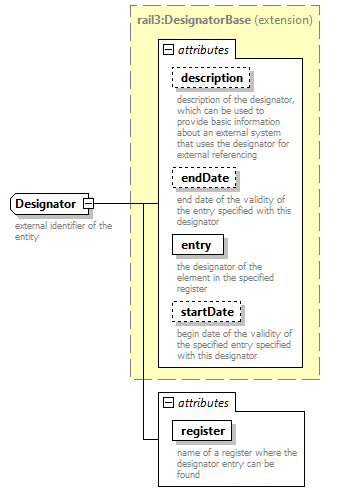 rail3:DesignatorBase (extension)
attributes
description
description of the designator,
which can be used to
provide basic information
about an external system
that uses the designator for
external referencing
endDate
end date of the validity of
the entry specified with this
designator
Designator
external identifier of the
entity
entry
the designator of the
element in the specified
register
startDate
begin date of the validity of
the specified entry specified
with this designator
attributes
register
name of a register where the
designator entry can be
found